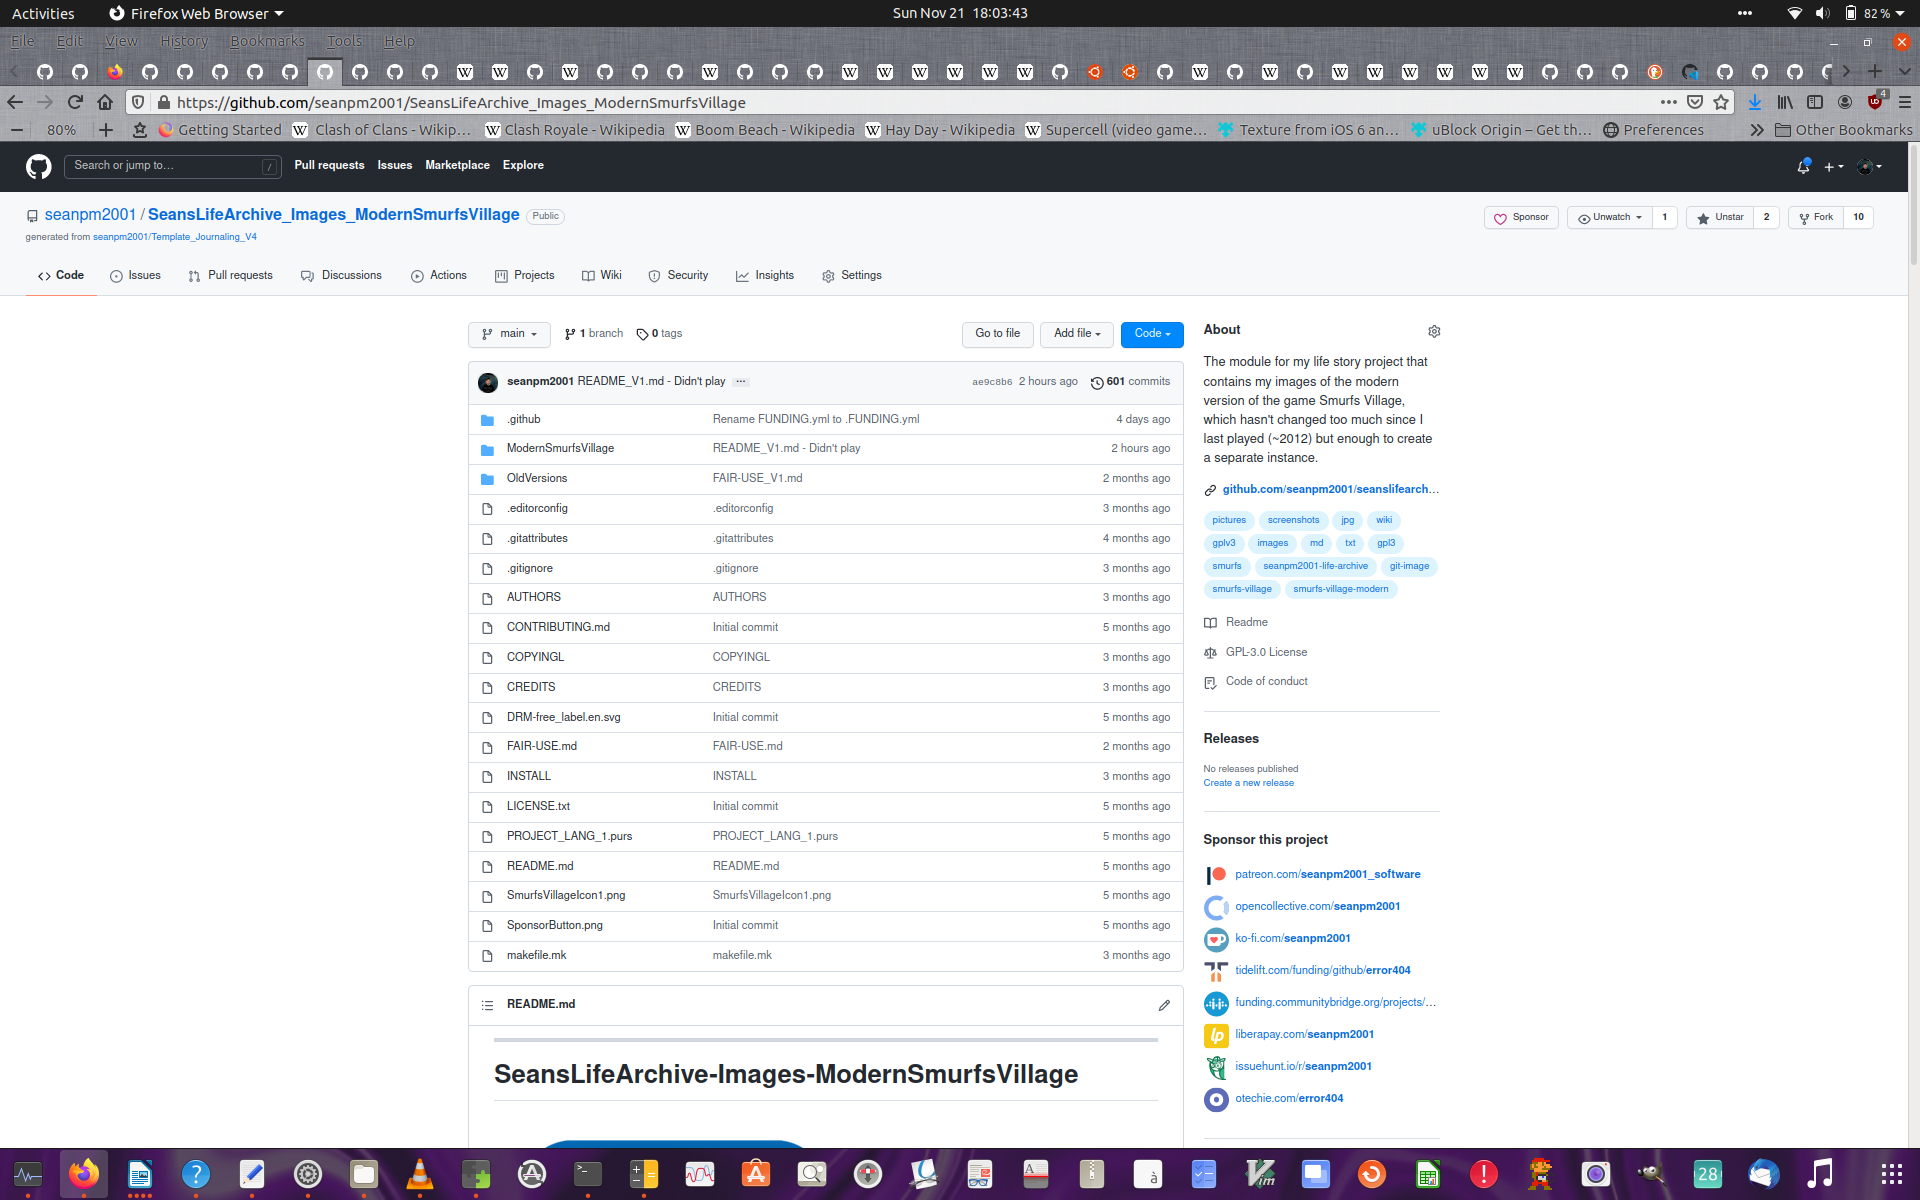 Activities
Firefox Web Browser
Sun Nov 21 18:03:43
82 %
File Edit View History Bookmarks Tools Help
https://github.com/seanpm2001/SeansLifeArchive_Images_ModernSmurfsVillage
4
80%
Getting Started
Clash of Clans - Wikip…
Clash Royale - Wikipedia
Boom Beach - Wikipedia
Hay Day - Wikipedia
Supercell (video game…
Texture from iOS 6 an…
uBlock Origin – Get th…
Preferences
Other Bookmarks
Search or jump to…
/
Pull requests Issues Marketplace Explore
seanpm2001 / SeansLifeArchive_Images_ModernSmurfsVillage Public
generated from seanpm2001/Template_Journaling_V4
Sponsor
Unwatch 1
Unstar 2
Fork 10
Code Issues Pull requests Discussions Actions Projects Wiki Security Insights Settings
main 1 branch 0 tags
Go to file Add file Code
seanpm2001 README_V1.md - Didn't play … ae9c8b6 2 hours ago 601 commits
.github Rename FUNDING.yml to .FUNDING.yml 4 days ago
ModernSmurfsVillage README_V1.md - Didn't play 2 hours ago
OldVersions FAIR-USE_V1.md 2 months ago
.editorconfig .editorconfig 3 months ago
.gitattributes .gitattributes 4 months ago
.gitignore .gitignore 3 months ago
AUTHORS AUTHORS 3 months ago
CONTRIBUTING.md Initial commit 5 months ago
COPYINGL COPYINGL 3 months ago
CREDITS CREDITS 3 months ago
DRM-free_label.en.svg Initial commit 5 months ago
FAIR-USE.md FAIR-USE.md 2 months ago
INSTALL INSTALL 3 months ago
LICENSE.txt Initial commit 5 months ago
PROJECT_LANG_1.purs PROJECT_LANG_1.purs 5 months ago
README.md README.md 5 months ago
SmurfsVillageIcon1.png SmurfsVillageIcon1.png 5 months ago
SponsorButton.png Initial commit 5 months ago
makefile.mk makefile.mk 3 months ago
README.md
SeansLifeArchive-Images-ModernSmurfsVillage
About
The module for my life story project that
contains my images of the modern
version of the game Smurfs Village,
which hasn't changed too much since I
last played (~2012) but enough to create
a separate instance.
github.com/seanpm2001/seanslifearch…
pictures screenshots jpg wiki
gplv3 images md txt gpl3
smurfs seanpm2001-life-archive git-image
smurfs-village smurfs-village-modern
Readme
GPL-3.0 License
Code of conduct
Releases
No releases published
Create a new release
Sponsor this project
patreon.com/seanpm2001_software
opencollective.com/seanpm2001
ko-fi.com/seanpm2001
tidelift.com/funding/github/error404
funding.communitybridge.org/projects/…
lp
liberapay.com/seanpm2001
issuehunt.io/r/seanpm2001
otechie.com/error404
28